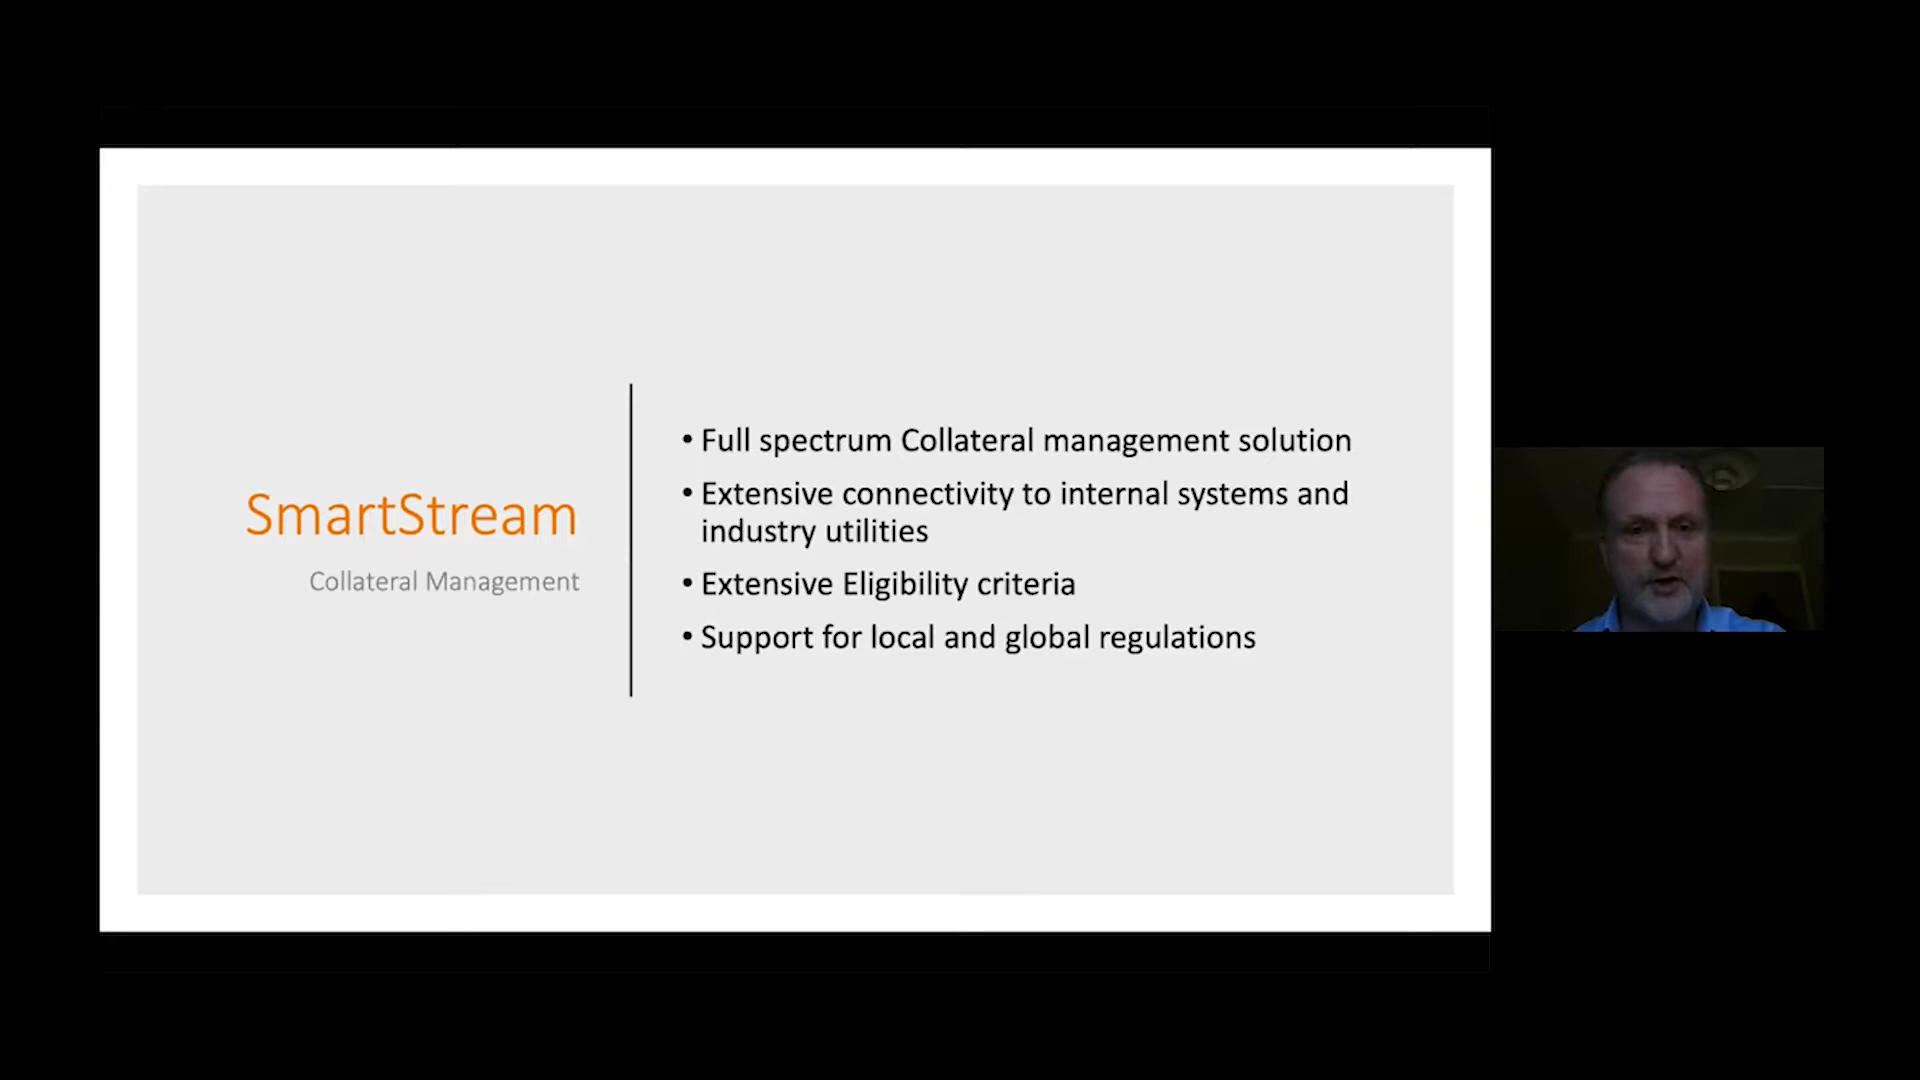 SmartStream
Collateral Management
• Full spectrum Collateral management solution
• Extensive connectivity to internal systems and
industry utilities
• Extensive Eligibility criteria
• Support for local and global regulations